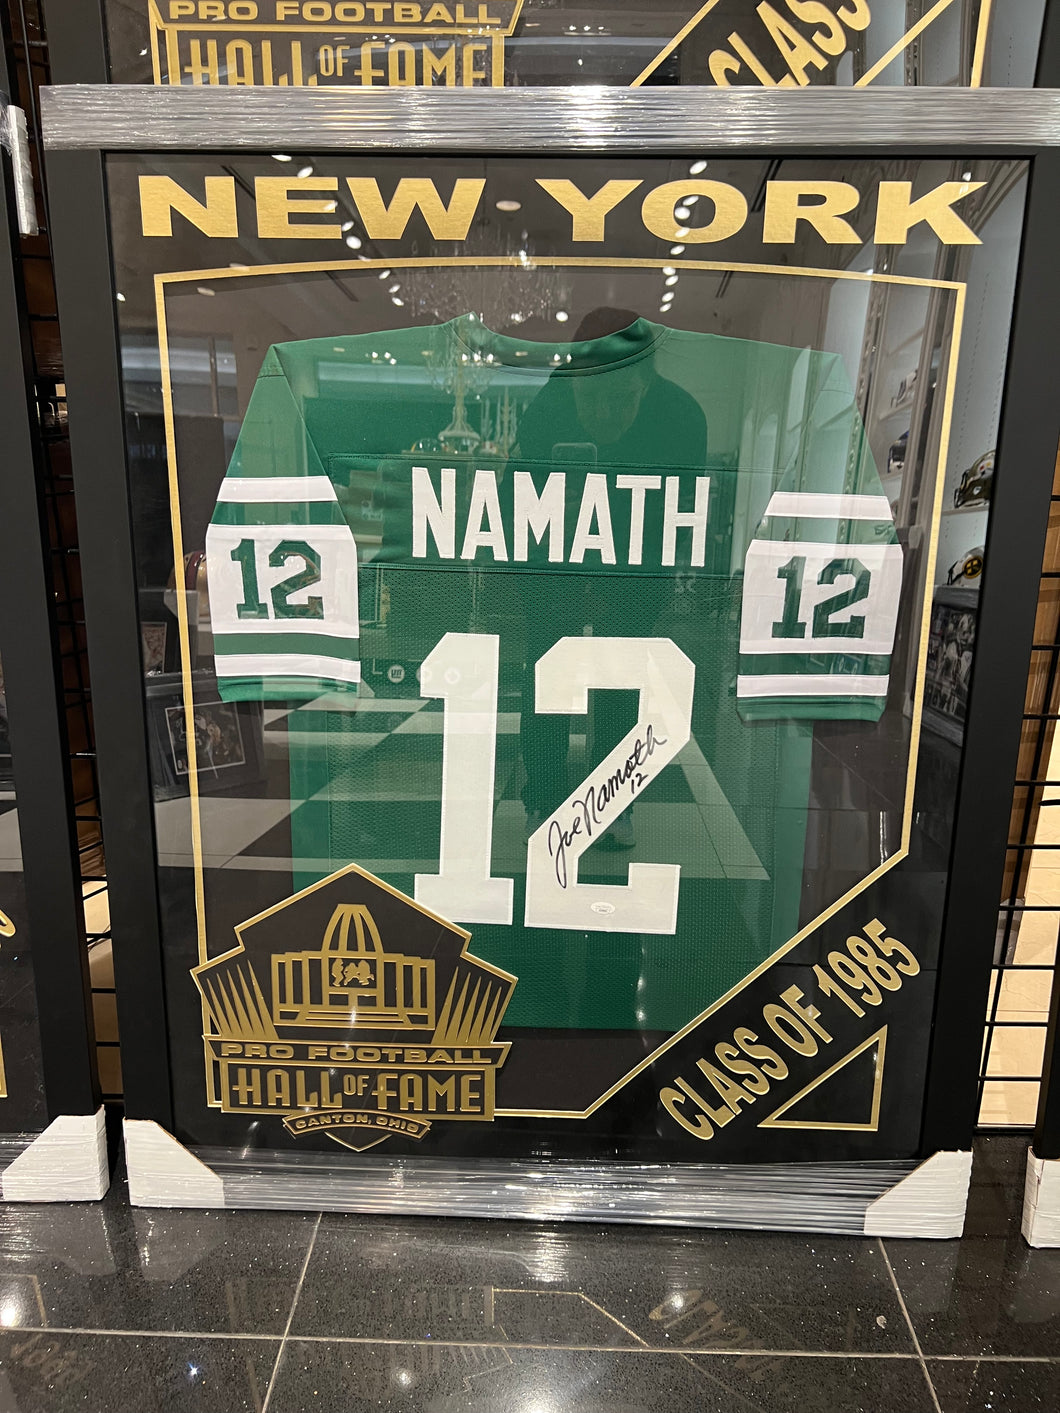 PRO FOOTBALL
HALL OF FAME
CLASS
NEW YORK
NAMATH
12
12
12
Joe Namath
12
PRO FOOTBALL
HALL OF FAME
CANTON, OHIO
CLASS OF 1985